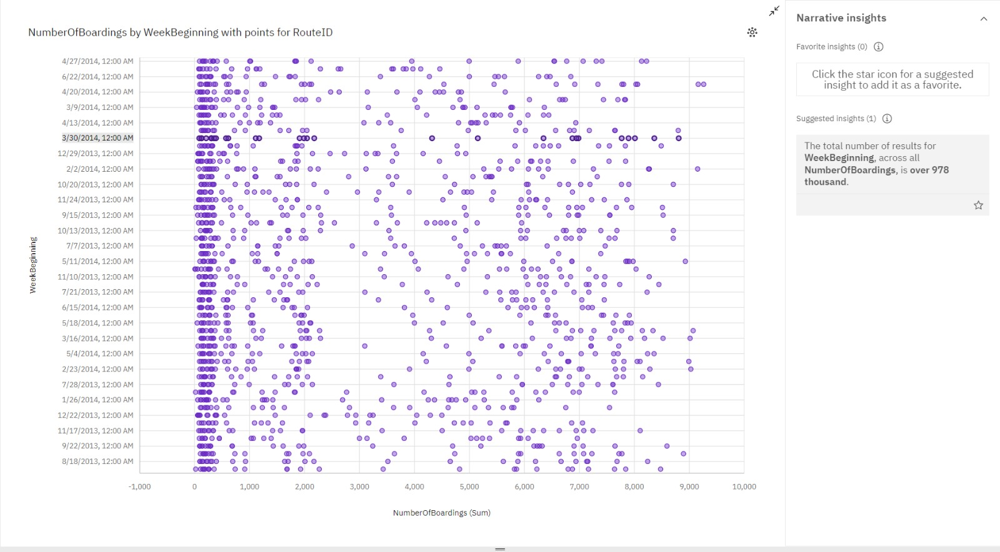 NumberOfBoardings by WeekBeginning with points for RouteID
WeekBeginning
4/27/2014, 12:00 AM
6/22/2014, 12:00 AM
4/20/2014, 12:00 AM
3/9/2014, 12:00 AM
4/13/2014, 12:00 AM
3/30/2014, 12:00 AM
12/29/2013, 12:00 AM
2/2/2014, 12:00 AM
10/20/2013, 12:00 AM
11/24/2013, 12:00 AM
9/15/2013, 12:00 AM
10/13/2013, 12:00 AM
7/7/2013, 12:00 AM
5/11/2014, 12:00 AM
11/10/2013, 12:00 AM
7/21/2013, 12:00 AM
6/15/2014, 12:00 AM
5/18/2014, 12:00 AM
3/16/2014, 12:00 AM
5/4/2014, 12:00 AM
2/23/2014, 12:00 AM
7/28/2013, 12:00 AM
1/26/2014, 12:00 AM
12/22/2013, 12:00 AM
11/17/2013, 12:00 AM
9/22/2013, 12:00 AM
8/18/2013, 12:00 AM
-1,000 0 1,000 2,000 3,000 4,000 5,000 6,000 7,000 8,000 9,000 10,000
NumberOfBoardings (Sum)
Narrative insights
Favorite insights (0)
Click the star icon for a suggested
insight to add it as a favorite.
Suggested insights (1)
The total number of results for
WeekBeginning, across all
NumberOfBoardings, is over 978
thousand.